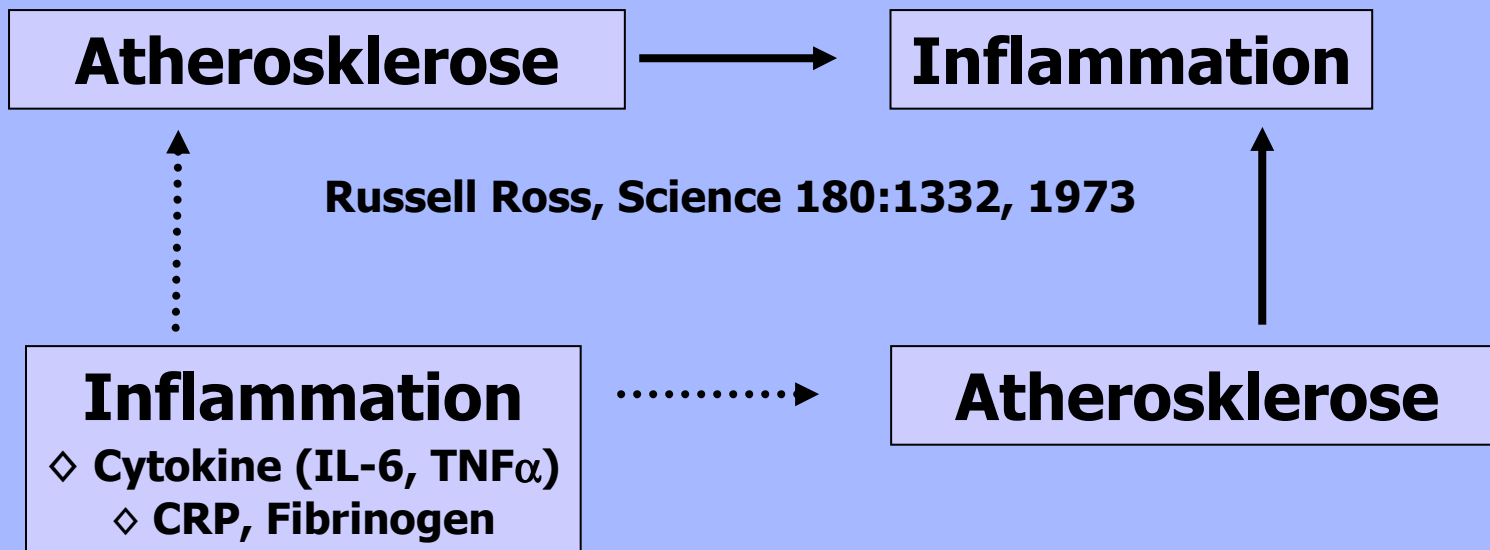 Atherosklerose
Inflammation
Russell Ross, Science 180:1332, 1973
Inflammation
◇ Cytokine (IL-6, TNFα)
◇ CRP, Fibrinogen
Atherosklerose